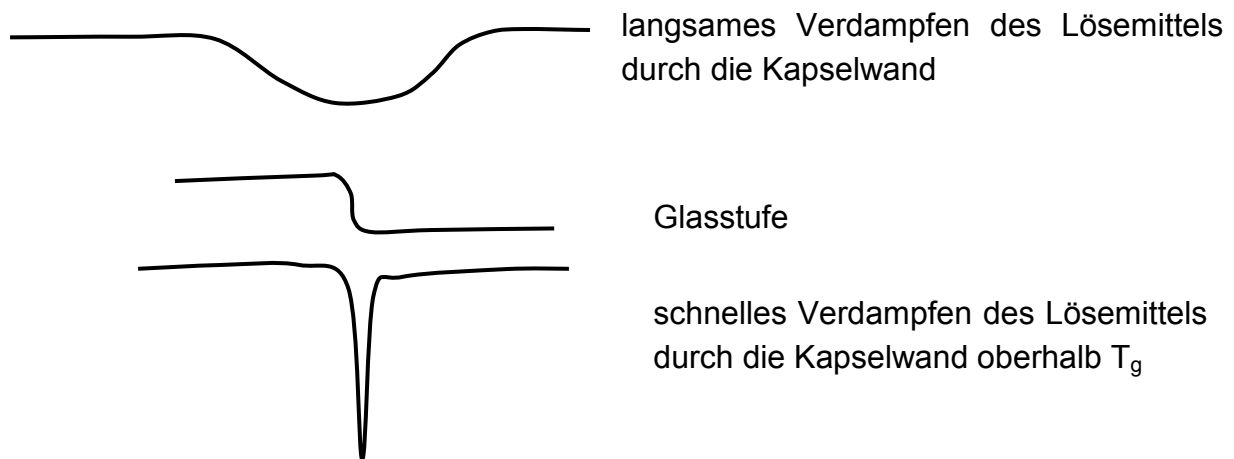 langsames Verdampfen des Lösemittels
durch die Kapselwand
Glasstufe
schnelles Verdampfen des Lösemittels
durch die Kapselwand oberhalb Tg